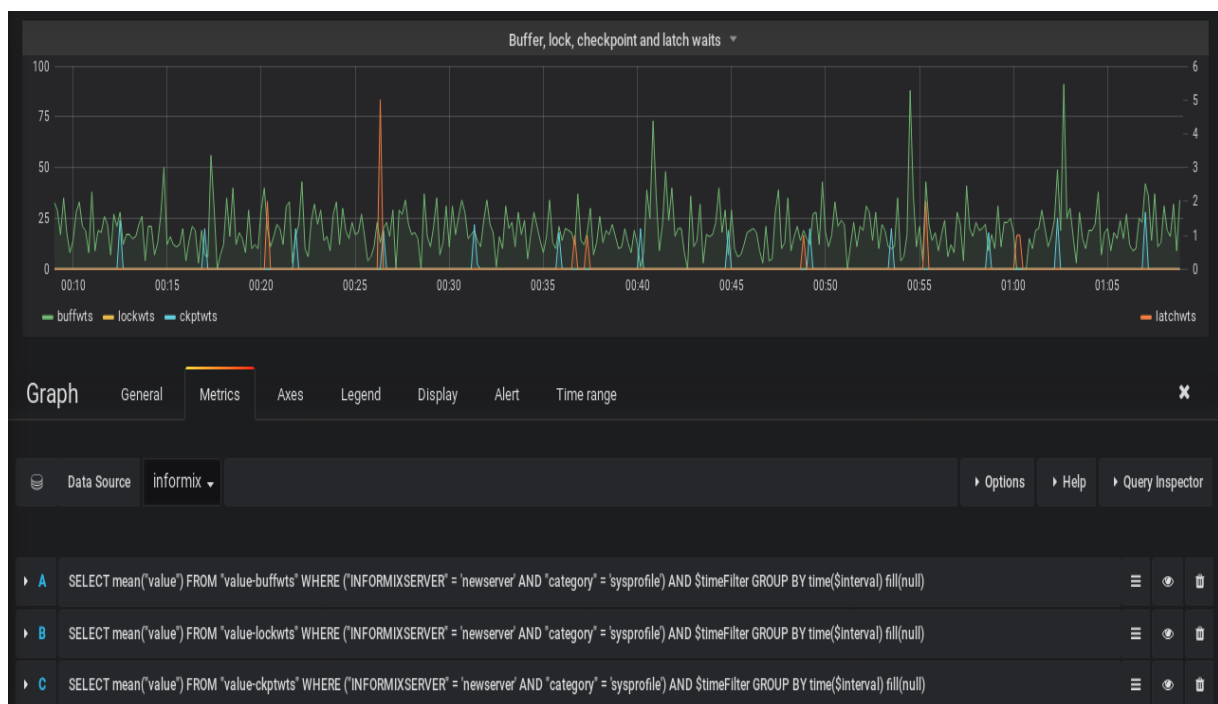 Buffer, lock, checkpoint and latch waits
100
6
5
75
4
50
3
2
25
1
0
0
00:10 00:15 00:20 00:25 00:30 00:35 00:40 00:45 00:50 00:55 01:00 01:05
buffwts lockwts ckptwts latchwts
Graph General Metrics Axes Legend Display Alert Time range
Data Source informix Options Help Query Inspector
A SELECT mean("value") FROM "value-buffwts" WHERE ("INFORMIXSERVER" = 'newserver' AND "category" = 'sysprofile') AND $timeFilter GROUP BY time($interval) fill(null)
B SELECT mean("value") FROM "value-lockwts" WHERE ("INFORMIXSERVER" = 'newserver' AND "category" = 'sysprofile') AND $timeFilter GROUP BY time($interval) fill(null)
C SELECT mean("value") FROM "value-ckptwts" WHERE ("INFORMIXSERVER" = 'newserver' AND "category" = 'sysprofile') AND $timeFilter GROUP BY time($interval) fill(null)